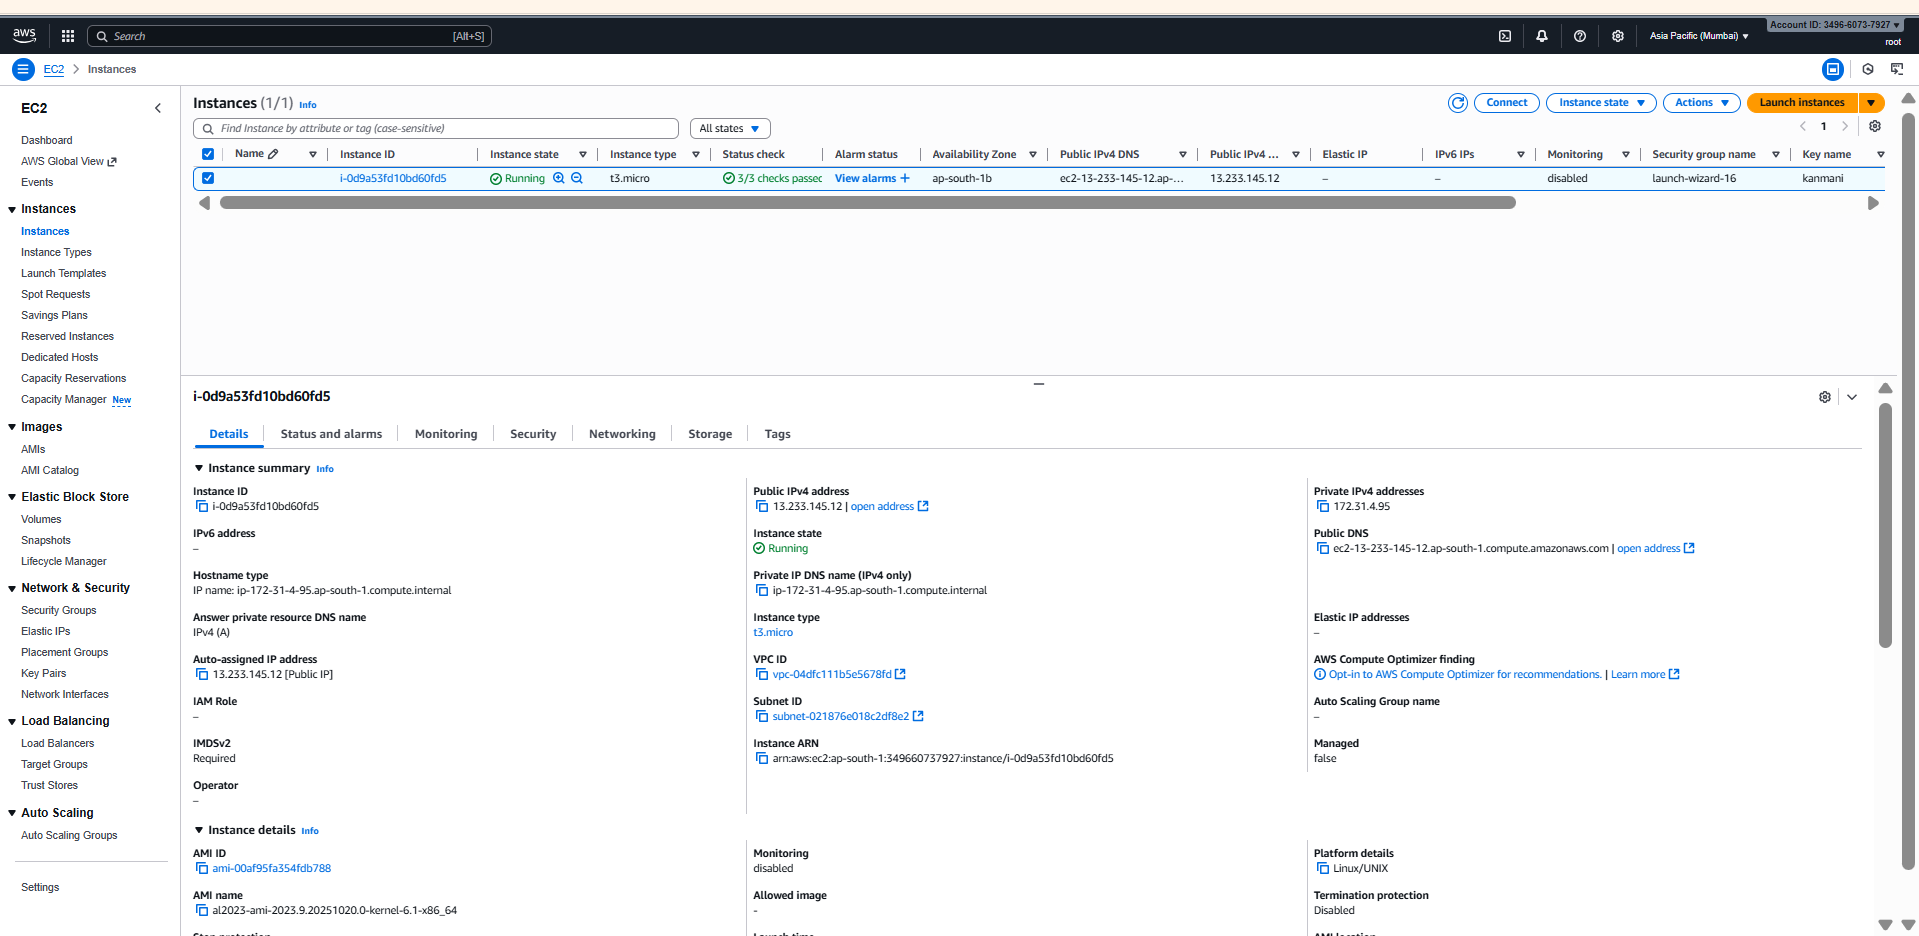 aws
Search [Alt+S]
Asia Pacific (Mumbai)
Account ID: 3496-6073-7927
root
EC2 > Instances
EC2
Dashboard
AWS Global View
Events
Instances
Instances
Instance Types
Launch Templates
Spot Requests
Savings Plans
Reserved Instances
Dedicated Hosts
Capacity Reservations
Capacity Manager New
Images
AMIs
AMI Catalog
Elastic Block Store
Volumes
Snapshots
Lifecycle Manager
Network & Security
Security Groups
Elastic IPs
Placement Groups
Key Pairs
Network Interfaces
Load Balancing
Load Balancers
Target Groups
Trust Stores
Auto Scaling
Auto Scaling Groups
Settings
Instances (1/1) Info
Connect
Instance state
Actions
Launch instances
Find Instance by attribute or tag (case-sensitive)
All states
1
Name Instance ID Instance state Instance type Status check Alarm status Availability Zone Public IPv4 DNS Public IPv4 ... Elastic IP IPv6 IPs Monitoring Security group name Key name
i-0d9a53fd10bd60fd5 Running t3.micro 3/3 checks passed View alarms + ap-south-1b ec2-13-233-145-12.ap-... 13.233.145.12 – – disabled launch-wizard-16 kanmani
i-0d9a53fd10bd60fd5
Details Status and alarms Monitoring Security Networking Storage Tags
Instance summary Info
Instance ID
i-0d9a53fd10bd60fd5
IPv6 address
–
Hostname type
IP name: ip-172-31-4-95.ap-south-1.compute.internal
Answer private resource DNS name
IPv4 (A)
Auto-assigned IP address
13.233.145.12 [Public IP]
IAM Role
–
IMDSv2
Required
Operator
–
Public IPv4 address
13.233.145.12 | open address
Instance state
Running
Private IP DNS name (IPv4 only)
ip-172-31-4-95.ap-south-1.compute.internal
Instance type
t3.micro
VPC ID
vpc-04dfc111b5e5678fd
Subnet ID
subnet-021876e018c2df8e2
Instance ARN
arn:aws:ec2:ap-south-1:349660737927:instance/i-0d9a53fd10bd60fd5
Private IPv4 addresses
172.31.4.95
Public DNS
ec2-13-233-145-12.ap-south-1.compute.amazonaws.com | open address
Elastic IP addresses
–
AWS Compute Optimizer finding
Opt-in to AWS Compute Optimizer for recommendations. | Learn more
Auto Scaling Group name
–
Managed
false
Instance details Info
AMI ID
ami-00af95fa354fdb788
AMI name
al2023-ami-2023.9.20251020.0-kernel-6.1-x86_64
Monitoring
disabled
Allowed image
-
Platform details
Linux/UNIX
Termination protection
Disabled